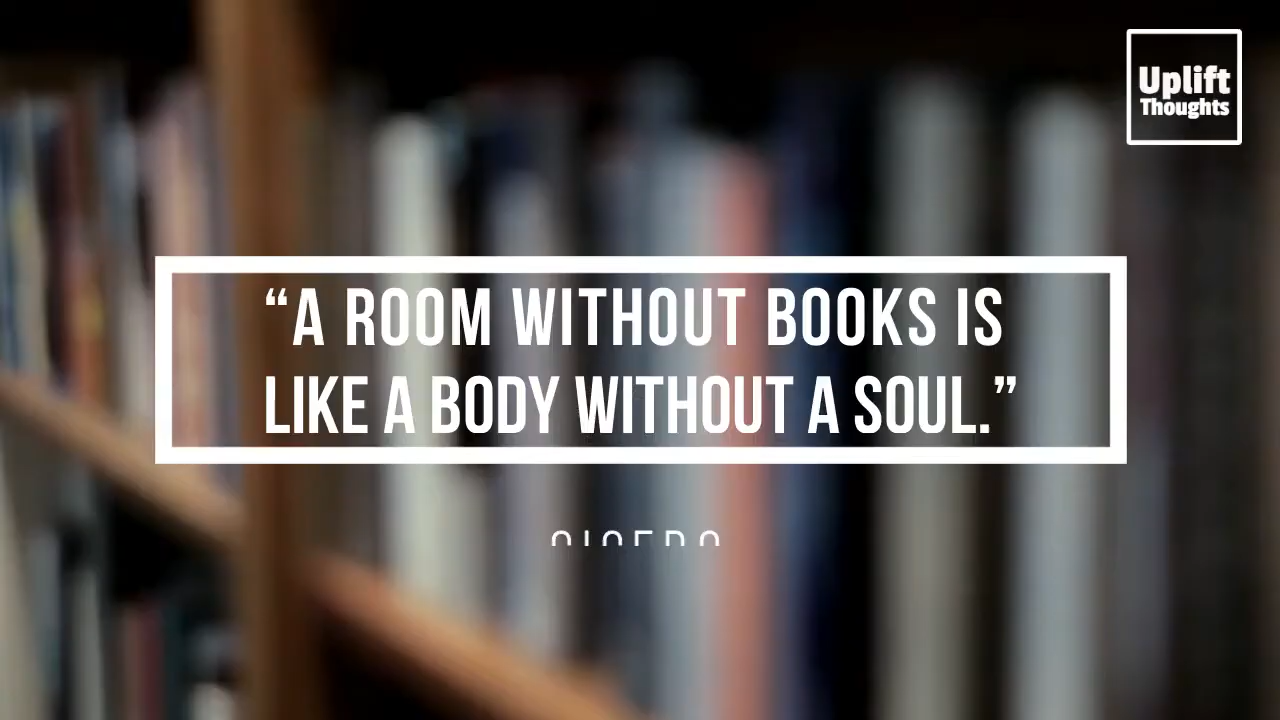 Uplift
Thoughts
“A ROOM WITHOUT BOOKS IS
LIKE A BODY WITHOUT A SOUL.”